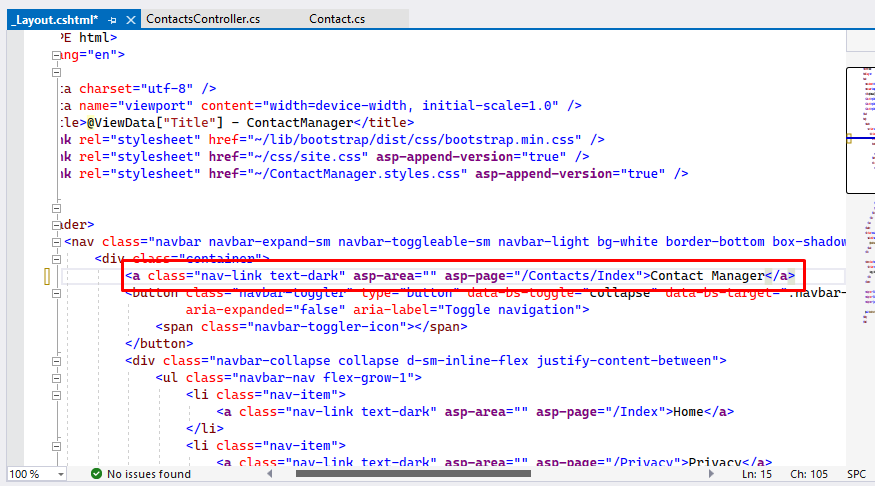 _Layout.cshtml* ContactsController.cs Contact.cs
PE html>
ang="en">
ta charset="utf-8" />
ta name="viewport" content="width=device-width, initial-scale=1.0" />
tle>@ViewData["Title"] - ContactManager</title>
nk rel="stylesheet" href="~/lib/bootstrap/dist/css/bootstrap.min.css" />
nk rel="stylesheet" href="~/css/site.css" asp-append-version="true" />
nk rel="stylesheet" href="~/ContactManager.styles.css" asp-append-version="true" />
ader>
<nav class="navbar navbar-expand-sm navbar-toggleable-sm navbar-light bg-white border-bottom box-shadow
<div class="container">
<a class="nav-link text-dark" asp-area="" asp-page="/Contacts/Index">Contact Manager</a>
<button class="navbar-toggler" type="button" data-bs-toggle="collapse" data-bs-target=".navbar-
aria-expanded="false" aria-label="Toggle navigation">
<span class="navbar-toggler-icon"></span>
</button>
<div class="navbar-collapse collapse d-sm-inline-flex justify-content-between">
<ul class="navbar-nav flex-grow-1">
<li class="nav-item">
<a class="nav-link text-dark" asp-area="" asp-page="/Index">Home</a>
</li>
<li class="nav-item">
<a class="nav-link text-dark" asp-area="" asp-page="/Privacy">Privacy</a>
100 % No issues found Ln: 15 Ch: 105 SPC